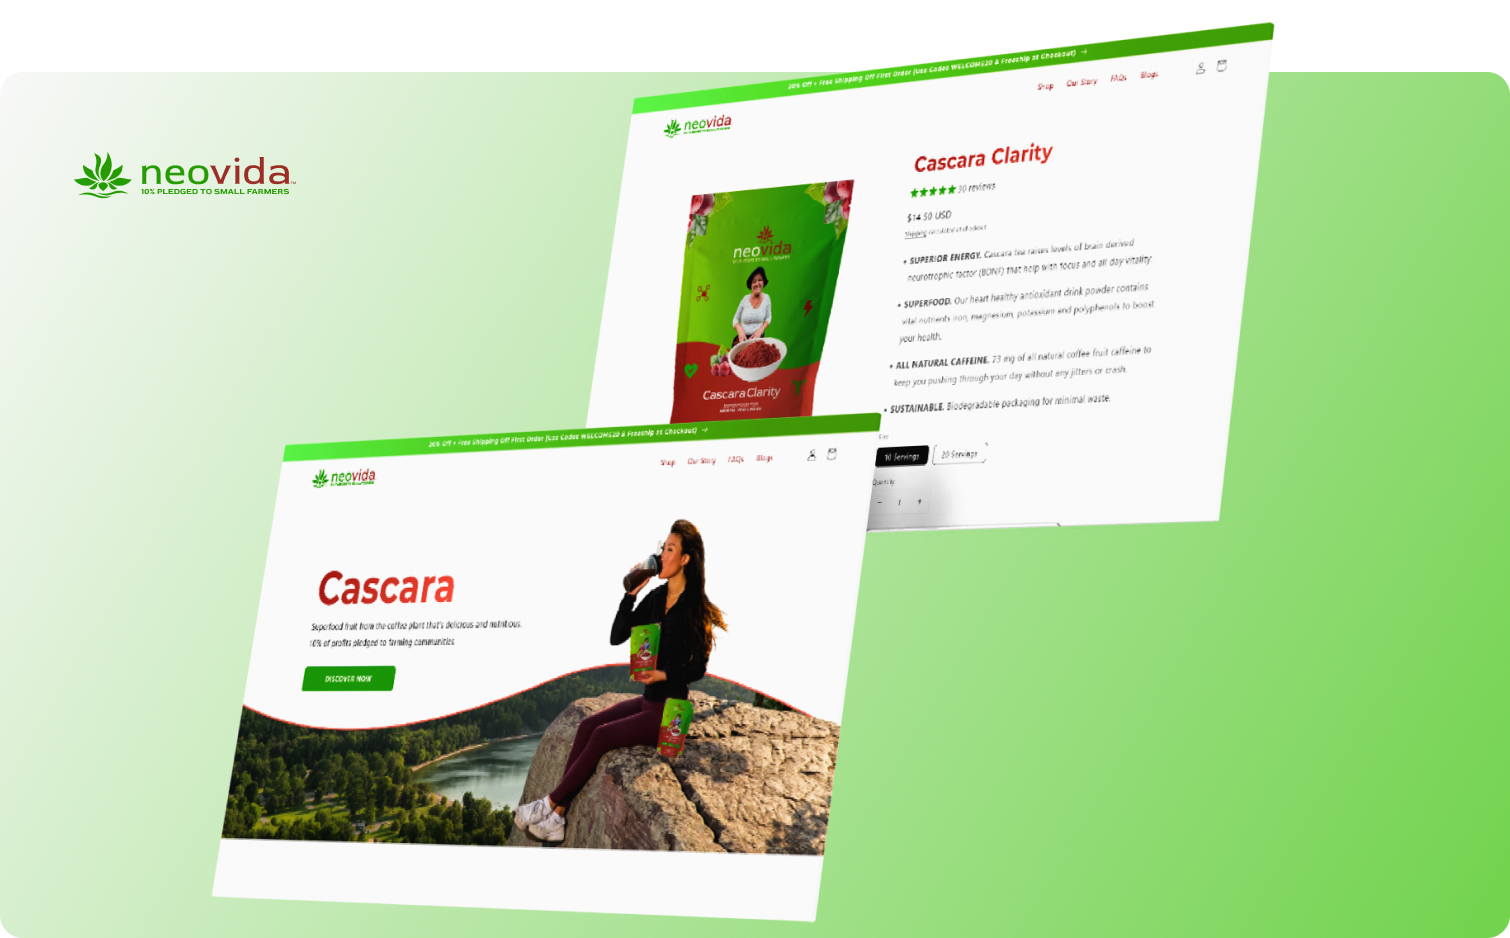 neovida
10% PLEDGED TO SMALL FARMERS
20% Off + Free Shipping Off First Order (Use Codes WELCOME20 & Freeship at Checkout) →
Shop Our Story FAQs Blogs
neovida
Cascara Clarity
★★★★★ 30 reviews
$14.50 USD
Shipping calculated at checkout.
• SUPERIOR ENERGY. Cascara tea raises levels of brain derived
neurotrophic factor (BDNF) that help with focus and all day vitality.
• SUPERFOOD. Our heart healthy antioxidant drink powder contains
vital nutrients iron, magnesium, potassium and polyphenols to boost
your health.
• ALL NATURAL CAFFEINE. 73 mg of all natural coffee fruit caffeine to
keep you pushing through your day without any jitters or crash.
• SUSTAINABLE. Biodegradable packaging for minimal waste.
Size
10 Servings 20 Servings
Quantity
− 1 +
neovida
Cascara Clarity
20% Off + Free Shipping Off First Order (Use Codes WELCOME20 & Freeship at Checkout) →
Shop Our Story FAQs Blogs
neovida
Cascara
Superfood fruit from the coffee plant that's delicious and nutritious.
10% of profits pledged to farming communities.
DISCOVER NOW